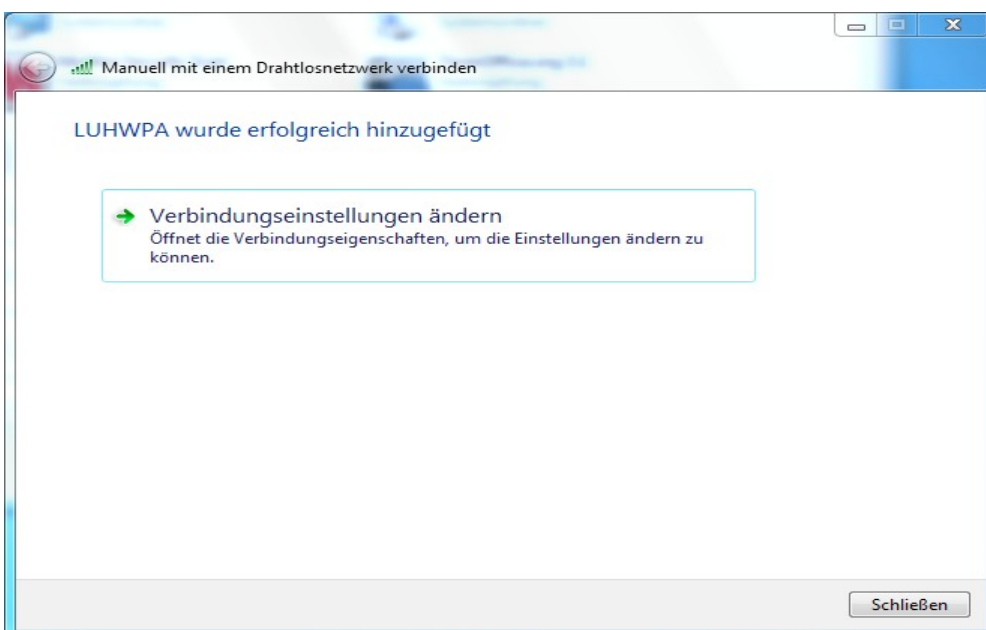 Manuell mit einem Drahtlosnetzwerk verbinden
LUHWPA wurde erfolgreich hinzugefügt
Verbindungseinstellungen ändern
Öffnet die Verbindungseigenschaften, um die Einstellungen ändern zu
können.
Schließen